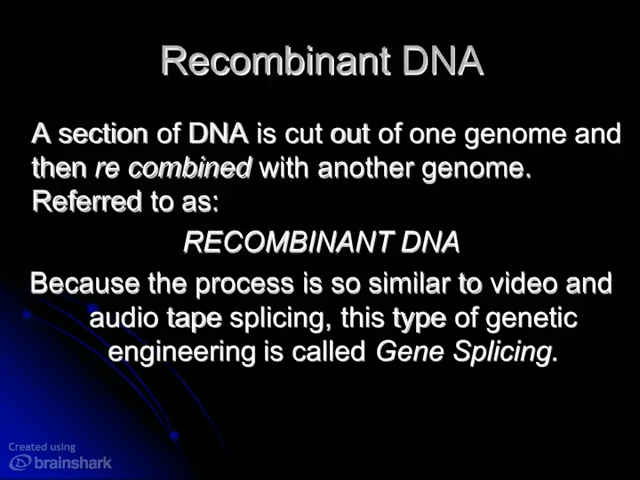 Recombinant DNA
A section of DNA is cut out of one genome and
then re combined with another genome.
Referred to as:
RECOMBINANT DNA
Because the process is so similar to video and
audio tape splicing, this type of genetic
engineering is called Gene Splicing.
Created using
brainshark